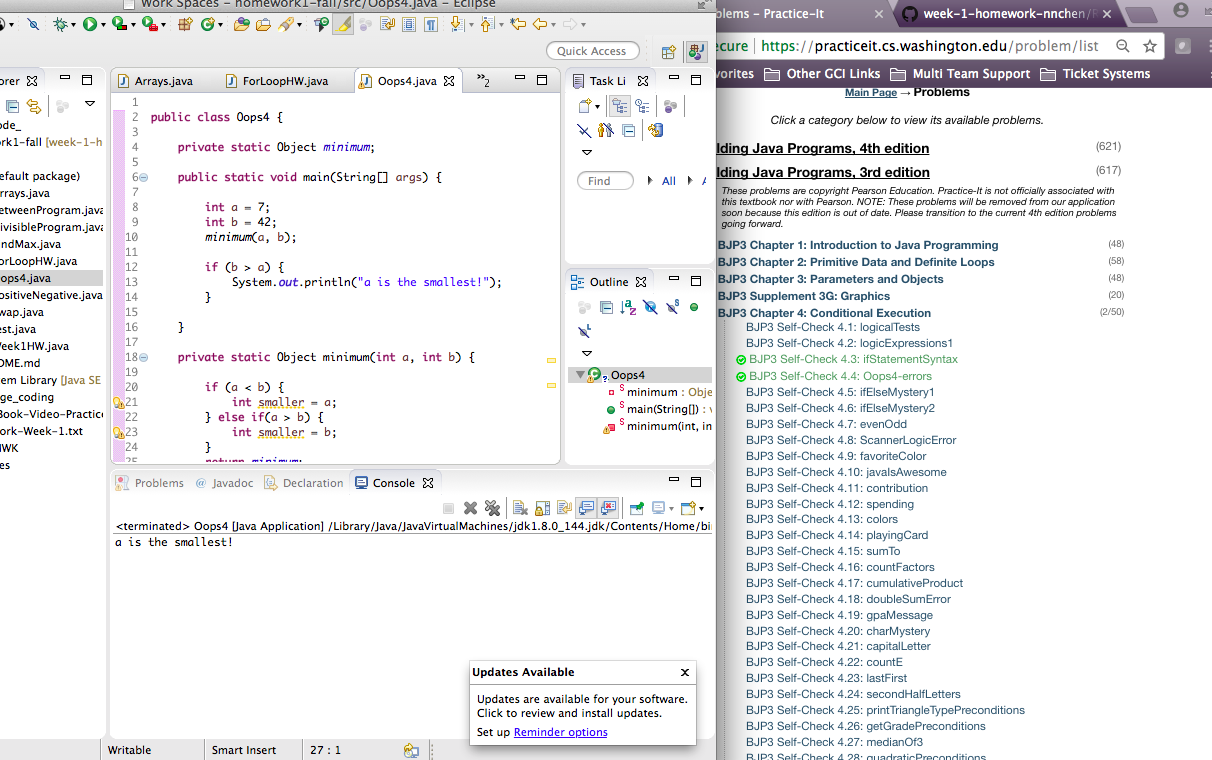 Work Spaces - homework1-fall/src/Oops4.java - Eclipse
Quick Access
Arrays.java
ForLoopHW.java
Oops4.java
2
Task Li
Find
All
1
2 public class Oops4 {
3
4 private static Object minimum;
5
6 public static void main(String[] args) {
7
8 int a = 7;
9 int b = 42;
10 minimum(a, b);
11
12 if (b > a) {
13 System.out.println("a is the smallest!");
14 }
15
16 }
17
18 private static Object minimum(int a, int b) {
19
20 if (a < b) {
21 int smaller = a;
22 } else if(a > b) {
23 int smaller = b;
24 }
25 return minimum;
Outline
Oops4
minimum : Obje
main(String[]) :
minimum(int, in
orer
ode_
ork1-fall [week-1-h
efault package)
rrays.java
etweenProgram.java
ivisibleProgram.java
indMax.java
orLoopHW.java
ops4.java
ositiveNegative.java
wap.java
est.java
eek1HW.java
OME.md
em Library [Java SE
ge_coding
Book-Video-Practice
ork-Week-1.txt
HWK
es
Problems
@ Javadoc
Declaration
Console
<terminated> Oops4 [Java Application] /Library/Java/JavaVirtualMachines/jdk1.8.0_144.jdk/Contents/Home/bi
a is the smallest!
Updates Available
Updates are available for your software.
Click to review and install updates.
Set up Reminder options
Writable
Smart Insert
27 : 1
blems - Practice-It
week-1-homework-nnchen/
ecure | https://practiceit.cs.washington.edu/problem/list
vorites
Other GCI Links
Multi Team Support
Ticket Systems
Main Page → Problems
Click a category below to view its available problems.
lding Java Programs, 4th edition (621)
lding Java Programs, 3rd edition (617)
These problems are copyright Pearson Education. Practice-It is not officially associated with
this textbook nor with Pearson. NOTE: These problems will be removed from our application
soon because this edition is out of date. Please transition to the current 4th edition problems
going forward.
BJP3 Chapter 1: Introduction to Java Programming (48)
BJP3 Chapter 2: Primitive Data and Definite Loops (58)
BJP3 Chapter 3: Parameters and Objects (48)
BJP3 Supplement 3G: Graphics (20)
BJP3 Chapter 4: Conditional Execution (2/50)
BJP3 Self-Check 4.1: logicalTests
BJP3 Self-Check 4.2: logicExpressions1
BJP3 Self-Check 4.3: ifStatementSyntax
BJP3 Self-Check 4.4: Oops4-errors
BJP3 Self-Check 4.5: ifElseMystery1
BJP3 Self-Check 4.6: ifElseMystery2
BJP3 Self-Check 4.7: evenOdd
BJP3 Self-Check 4.8: ScannerLogicError
BJP3 Self-Check 4.9: favoriteColor
BJP3 Self-Check 4.10: javaIsAwesome
BJP3 Self-Check 4.11: contribution
BJP3 Self-Check 4.12: spending
BJP3 Self-Check 4.13: colors
BJP3 Self-Check 4.14: playingCard
BJP3 Self-Check 4.15: sumTo
BJP3 Self-Check 4.16: countFactors
BJP3 Self-Check 4.17: cumulativeProduct
BJP3 Self-Check 4.18: doubleSumError
BJP3 Self-Check 4.19: gpaMessage
BJP3 Self-Check 4.20: charMystery
BJP3 Self-Check 4.21: capitalLetter
BJP3 Self-Check 4.22: countE
BJP3 Self-Check 4.23: lastFirst
BJP3 Self-Check 4.24: secondHalfLetters
BJP3 Self-Check 4.25: printTriangleTypePreconditions
BJP3 Self-Check 4.26: getGradePreconditions
BJP3 Self-Check 4.27: medianOf3
BJP3 Self-Check 4.28: quadraticPreconditions